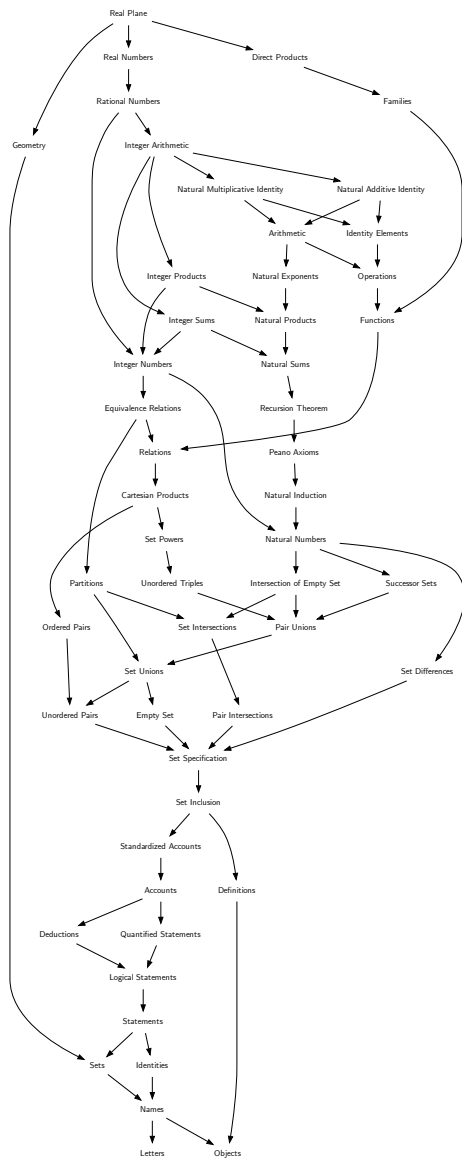 Real Plane
Real Numbers
Direct Products
Rational Numbers
Families
Geometry
Integer Arithmetic
Natural Multiplicative Identity
Natural Additive Identity
Arithmetic
Identity Elements
Integer Products
Natural Exponents
Operations
Integer Sums
Natural Products
Functions
Integer Numbers
Natural Sums
Equivalence Relations
Recursion Theorem
Relations
Peano Axioms
Cartesian Products
Natural Induction
Set Powers
Natural Numbers
Partitions
Unordered Triples
Intersection of Empty Set
Successor Sets
Ordered Pairs
Set Intersections
Pair Unions
Set Unions
Set Differences
Unordered Pairs
Empty Set
Pair Intersections
Set Specification
Set Inclusion
Standardized Accounts
Accounts
Definitions
Deductions
Quantified Statements
Logical Statements
Statements
Sets
Identities
Names
Letters
Objects